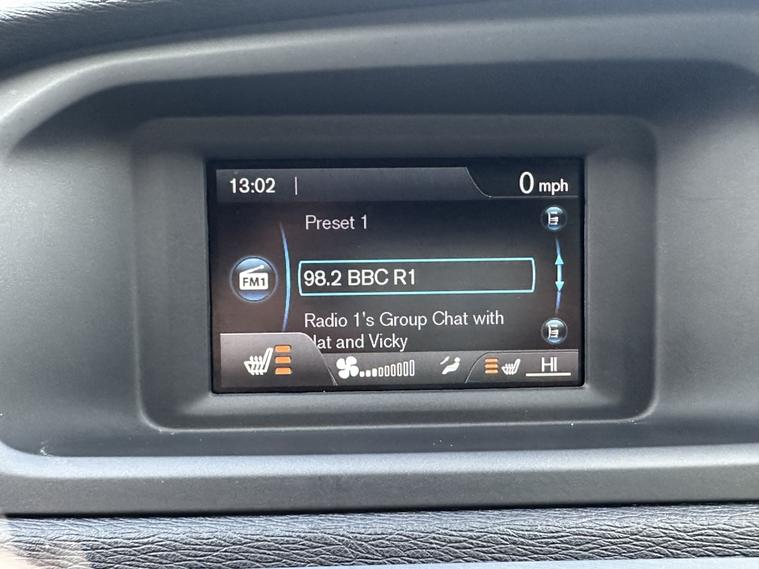 13:02
0 mph
Preset 1
FM1
98.2 BBC R1
Radio 1's Group Chat with
and Vicky
HI